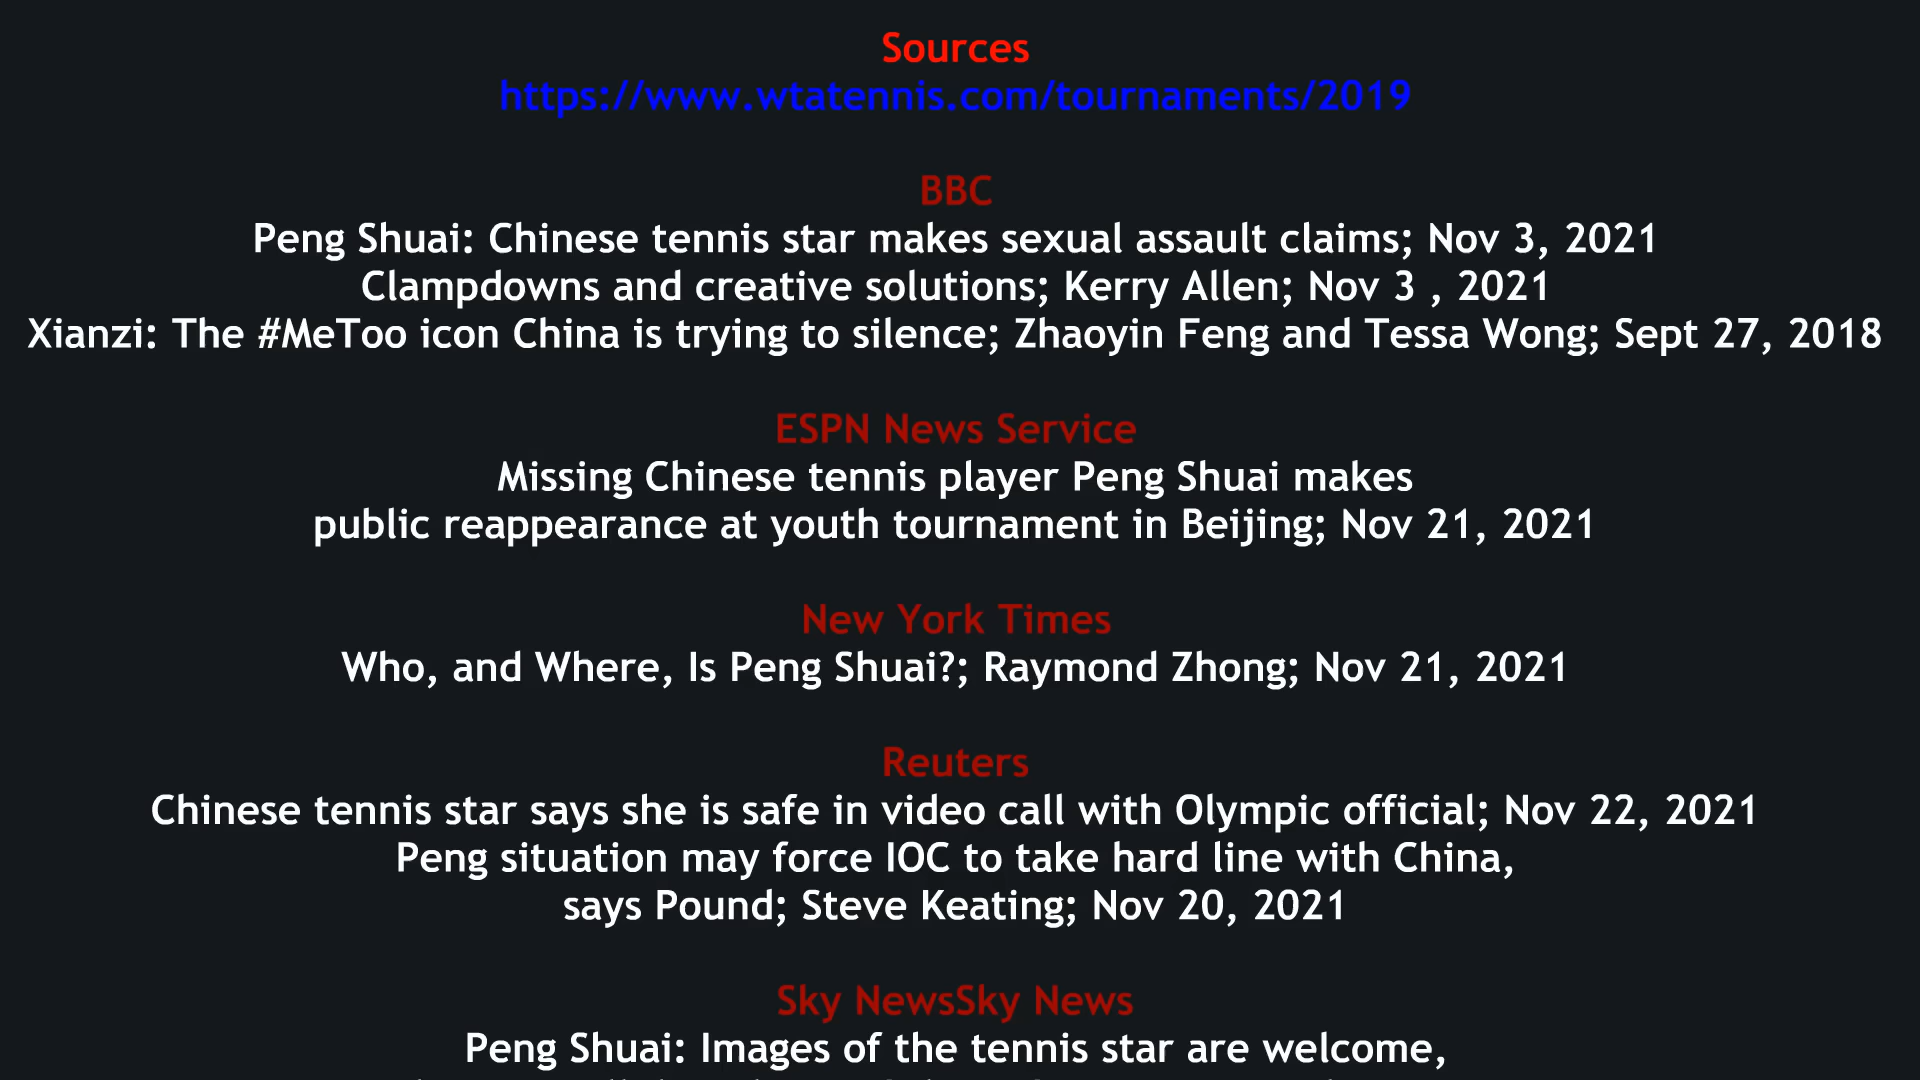 Sources
https://www.wtatennis.com/tournaments/2019
BBC
Peng Shuai: Chinese tennis star makes sexual assault claims; Nov 3, 2021
Clampdowns and creative solutions; Kerry Allen; Nov 3 , 2021
Xianzi: The #MeToo icon China is trying to silence; Zhaoyin Feng and Tessa Wong; Sept 27, 2018
ESPN News Service
Missing Chinese tennis player Peng Shuai makes
public reappearance at youth tournament in Beijing; Nov 21, 2021
New York Times
Who, and Where, Is Peng Shuai?; Raymond Zhong; Nov 21, 2021
Reuters
Chinese tennis star says she is safe in video call with Olympic official; Nov 22, 2021
Peng situation may force IOC to take hard line with China,
says Pound; Steve Keating; Nov 20, 2021
Sky NewsSky News
Peng Shuai: Images of the tennis star are welcome,